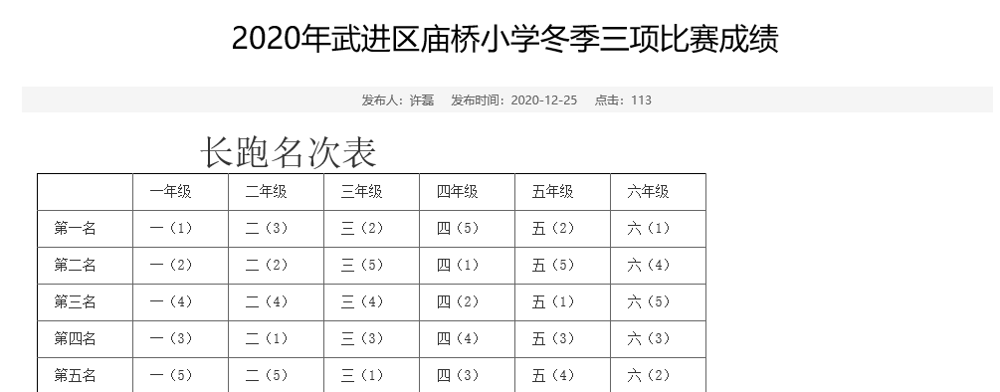 2020年武进区庙桥小学冬季三项比赛成绩
发布人：许磊 发布时间：2020-12-25 点击：113
长跑名次表
一年级 二年级 三年级 四年级 五年级 六年级
第一名 一（1） 二（3） 三（2） 四（5） 五（2） 六（1）
第二名 一（2） 二（2） 三（5） 四（1） 五（5） 六（4）
第三名 一（4） 二（4） 三（4） 四（2） 五（1） 六（5）
第四名 一（3） 二（1） 三（3） 四（4） 五（3） 六（3）
第五名 一（5） 二（5） 三（1） 四（3） 五（4） 六（2）